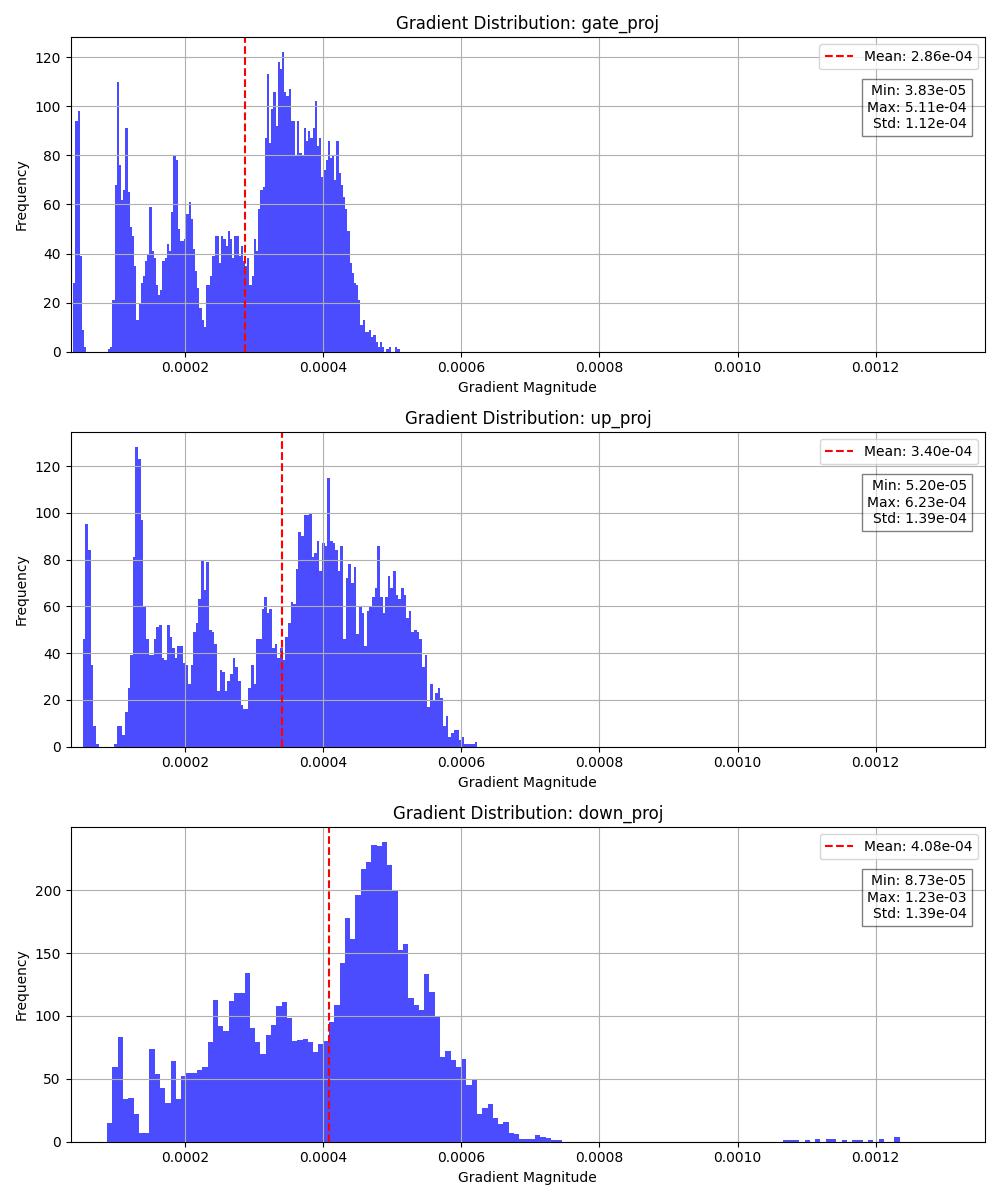 Gradient Distribution: gate_proj
Mean: 2.86e-04
Min: 3.83e-05
Max: 5.11e-04
Std: 1.12e-04
Frequency
120
100
80
60
40
20
0
0.0002 0.0004 0.0006 0.0008 0.0010 0.0012
Gradient Magnitude
Gradient Distribution: up_proj
Mean: 3.40e-04
Min: 5.20e-05
Max: 6.23e-04
Std: 1.39e-04
Frequency
120
100
80
60
40
20
0
0.0002 0.0004 0.0006 0.0008 0.0010 0.0012
Gradient Magnitude
Gradient Distribution: down_proj
Mean: 4.08e-04
Min: 8.73e-05
Max: 1.23e-03
Std: 1.39e-04
Frequency
200
150
100
50
0
0.0002 0.0004 0.0006 0.0008 0.0010 0.0012
Gradient Magnitude